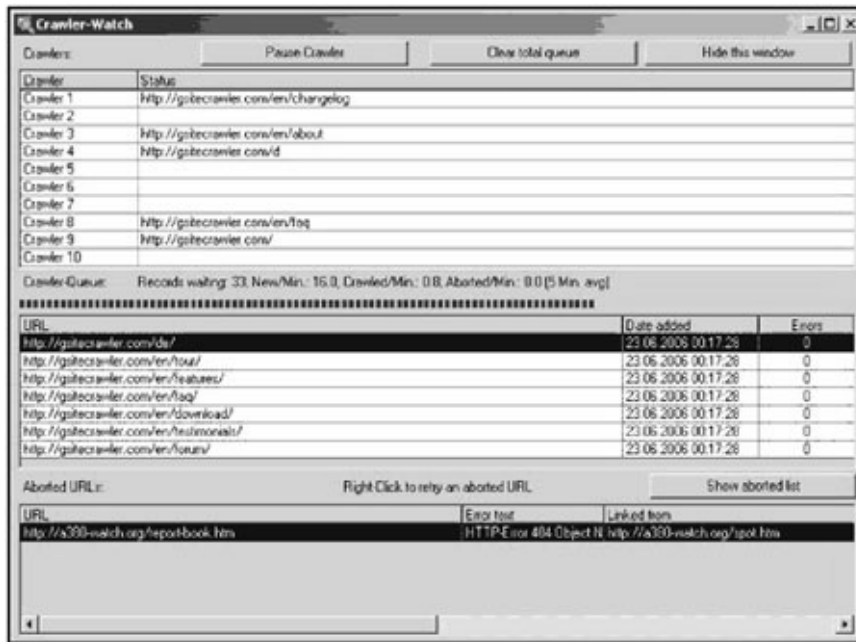 Crawler-Watch
Crawlers: Pause Crawler Clear total queue Hide this window
Crawler Status
Crawler 1 http://gsitecrawler.com/en/changelog
Crawler 2
Crawler 3 http://gsitecrawler.com/en/about
Crawler 4 http://gsitecrawler.com/d
Crawler 5
Crawler 6
Crawler 7
Crawler 8 http://gsitecrawler.com/en/faq
Crawler 9 http://gsitecrawler.com/
Crawler 10
Crawler-Queue: Records waiting: 33, New/Min.: 16.0, Crawled/Min.: 0.8, Aborted/Min.: 0.0 (5 Min. avg)
URL Date added Errors
http://gsitecrawler.com/de/ 23.06.2006 00:17:28 0
http://gsitecrawler.com/en/tour/ 23.06.2006 00:17:28 0
http://gsitecrawler.com/en/features/ 23.06.2006 00:17:28 0
http://gsitecrawler.com/en/faq/ 23.06.2006 00:17:28 0
http://gsitecrawler.com/en/download/ 23.06.2006 00:17:28 0
http://gsitecrawler.com/en/testimonials/ 23.06.2006 00:17:28 0
http://gsitecrawler.com/en/forum/ 23.06.2006 00:17:28 0
Aborted URLs: Right-Click to retry an aborted URL Show aborted list
URL Error text Linked from
http://a380-watch.org/report-book.htm HTTP-Error 404 Object N http://a380-watch.org/spot.htm